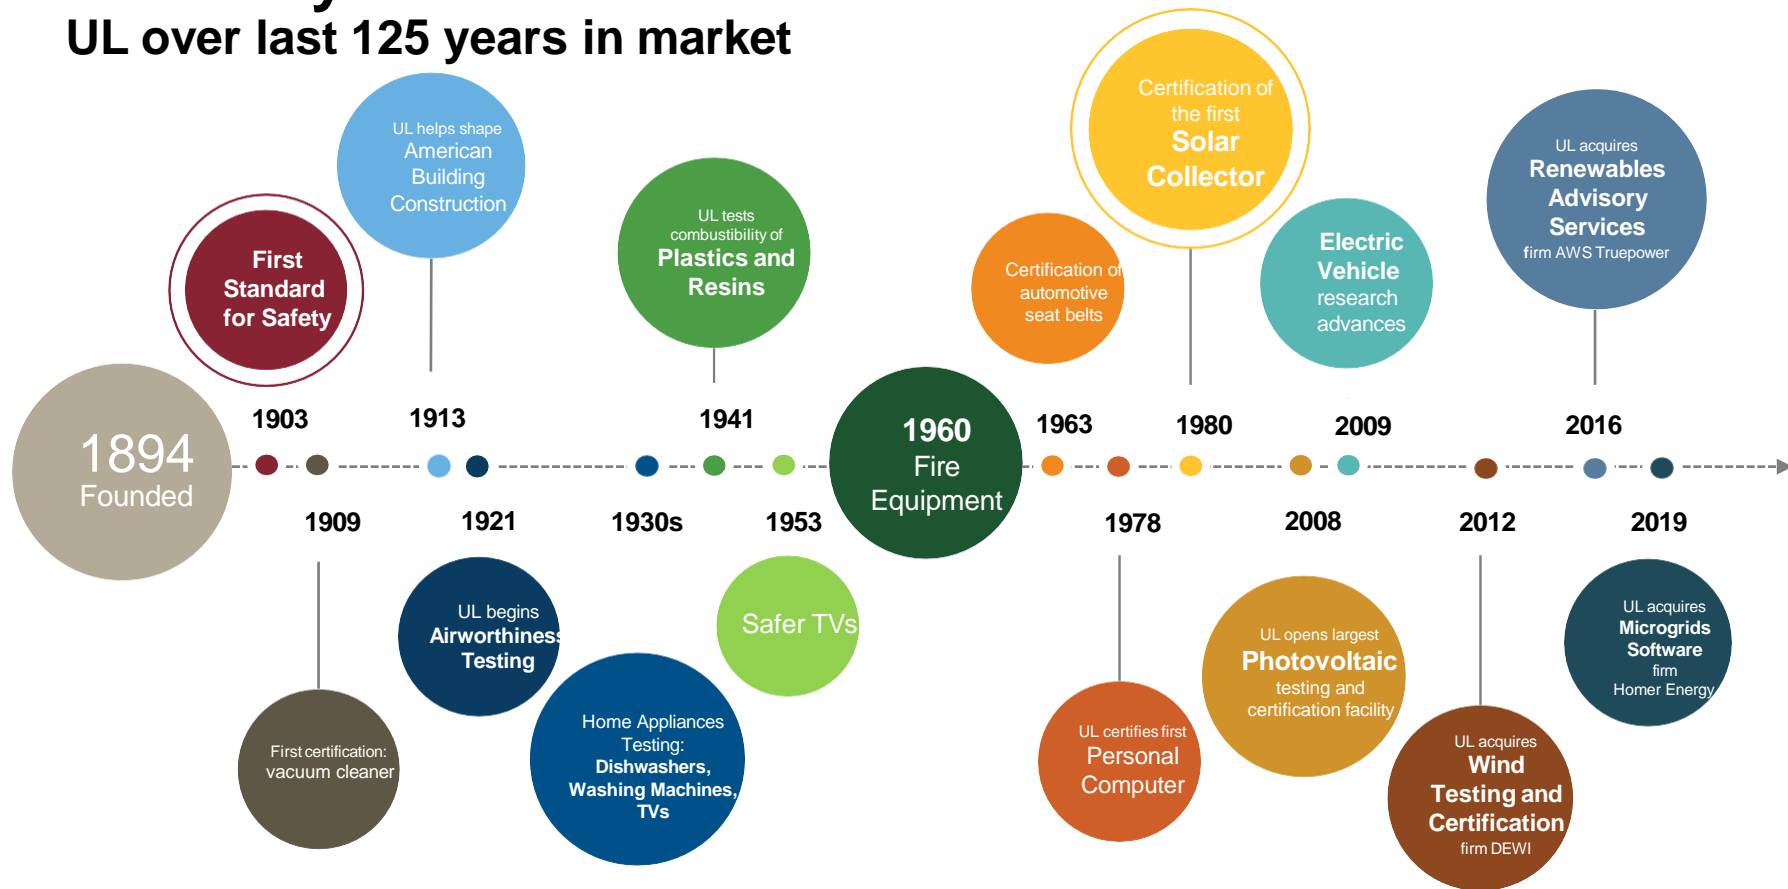 UL over last 125 years in market
1894
Founded
1903
First
Standard
for Safety
1909
First certification:
vacuum cleaner
1913
UL helps shape
American
Building
Construction
1921
UL begins
Airworthiness
Testing
1930s
Home Appliances
Testing:
Dishwashers,
Washing Machines,
TVs
1941
UL tests
combustibility of
Plastics and
Resins
1953
Safer TVs
1960
Fire
Equipment
1963
Certification of
automotive
seat belts
1978
UL certifies first
Personal
Computer
1980
Certification of
the first
Solar
Collector
2008
UL opens largest
Photovoltaic
testing and
certification facility
2009
Electric
Vehicle
research
advances
2012
UL acquires
Wind
Testing and
Certification
firm DEWI
2016
UL acquires
Renewables
Advisory
Services
firm AWS Truepower
2019
UL acquires
Microgrids
Software
firm
Homer Energy